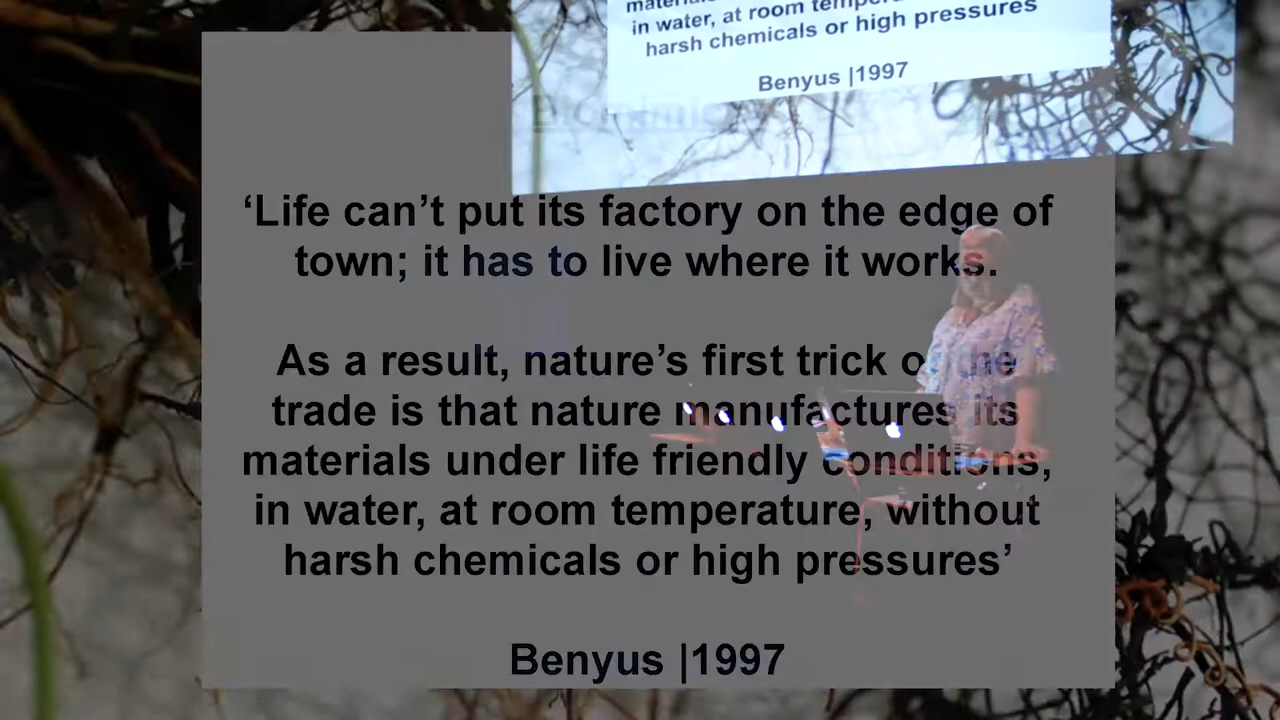 in water, at room
harsh chemicals or high pressures
Benyus |1997
‘Life can’t put its factory on the edge of
town; it has to live where it works.
As a result, nature’s first trick of the
trade is that nature manufactures its
materials under life friendly conditions,
in water, at room temperature, without
harsh chemicals or high pressures’
Benyus |1997